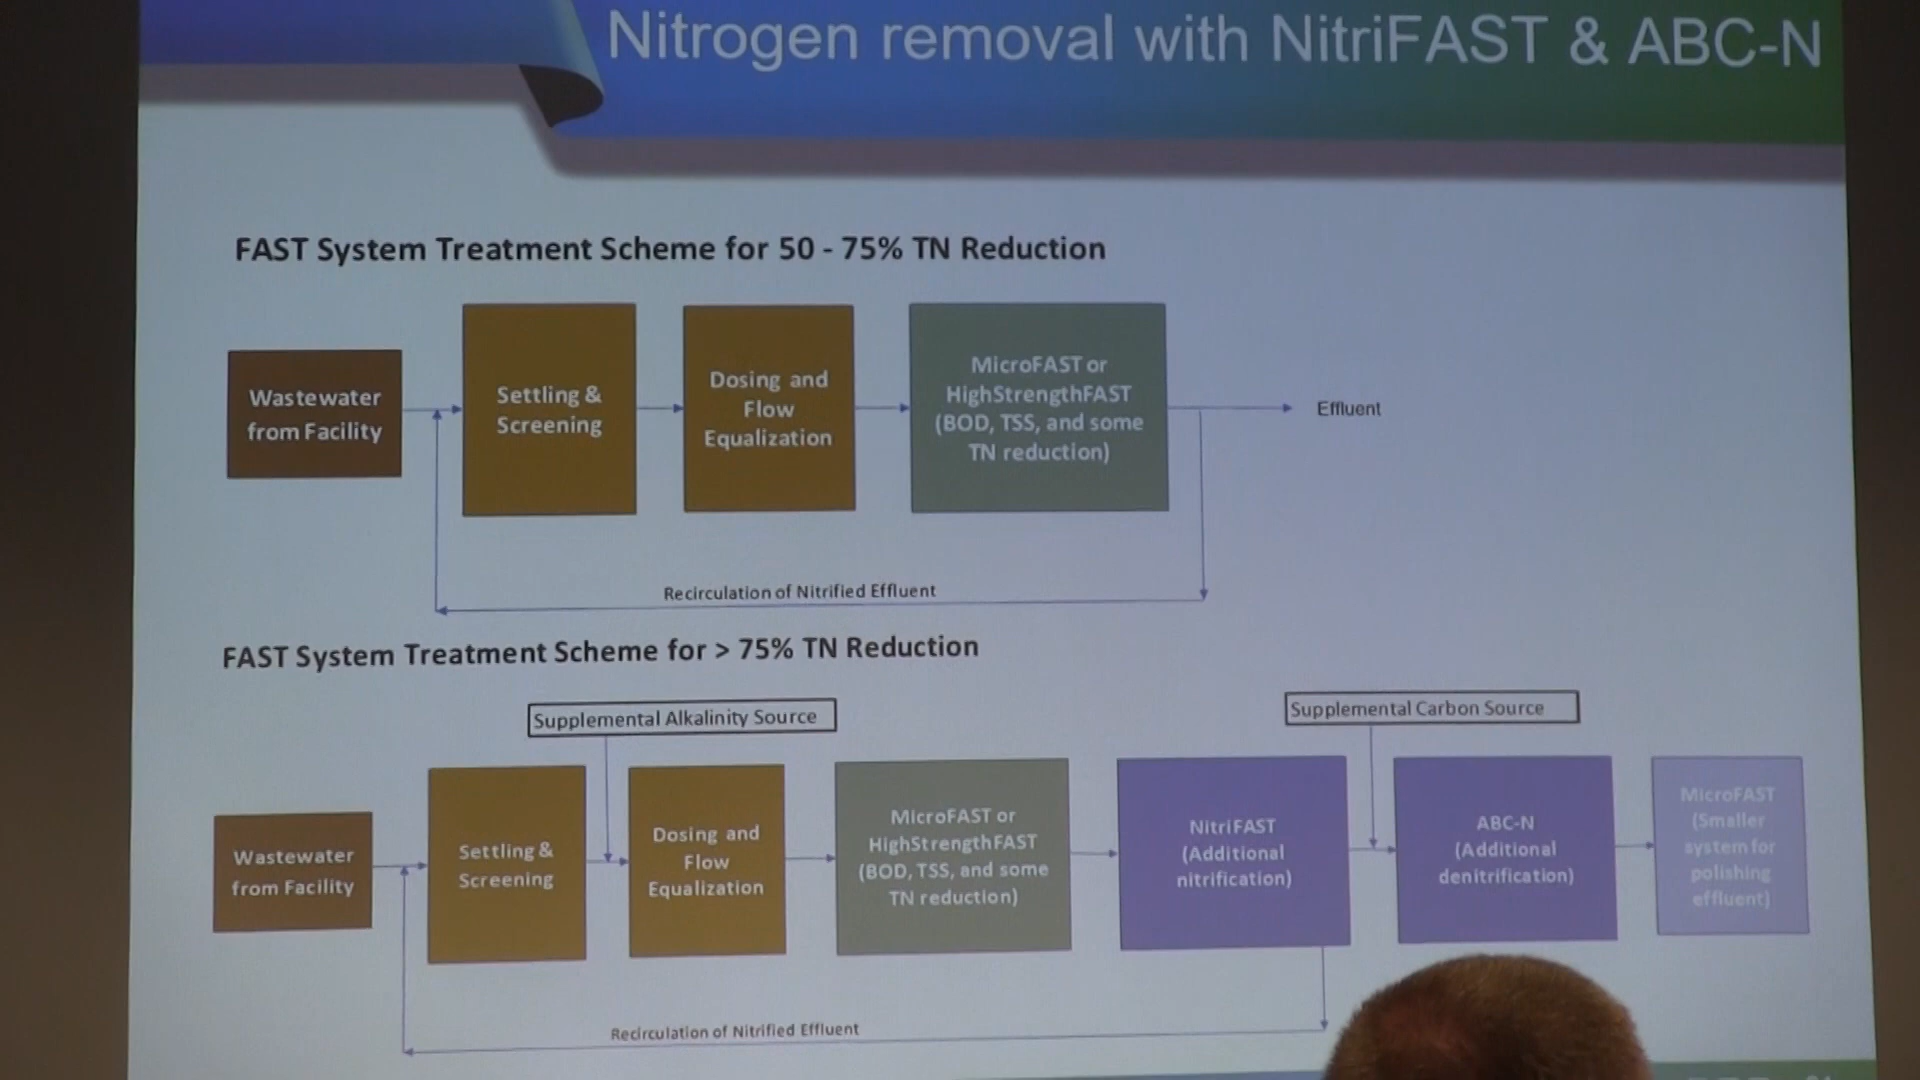 Nitrogen removal with NitriFAST & ABC-N
FAST System Treatment Scheme for 50 - 75% TN Reduction
Wastewater
from Facility
Settling &
Screening
Dosing and
Flow
Equalization
MicroFAST or
HighStrengthFAST
(BOD, TSS, and some
TN reduction)
Effluent
Recirculation of Nitrified Effluent
FAST System Treatment Scheme for > 75% TN Reduction
Supplemental Alkalinity Source
Supplemental Carbon Source
Wastewater
from Facility
Settling &
Screening
Dosing and
Flow
Equalization
MicroFAST or
HighStrengthFAST
(BOD, TSS, and some
TN reduction)
NitriFAST
(Additional
nitrification)
ABC-N
(Additional
denitrification)
MicroFAST
(Smaller
system for
polishing
effluent)
Recirculation of Nitrified Effluent